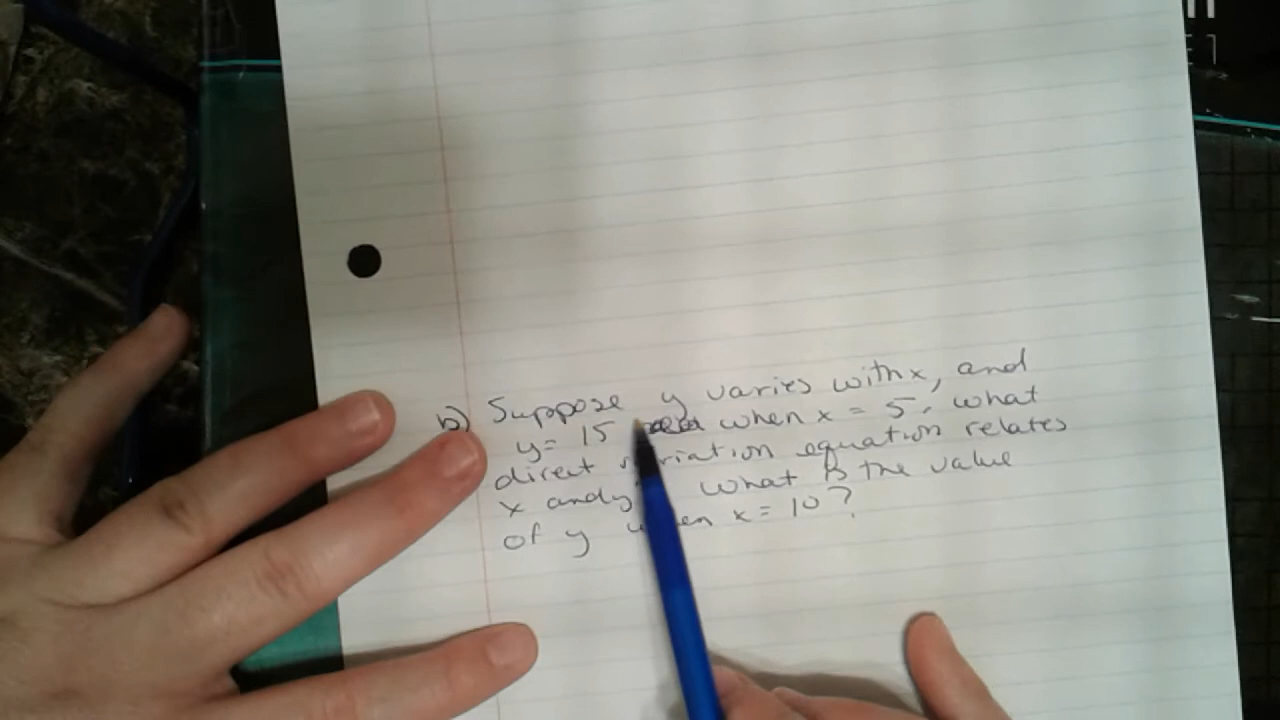 b) Suppose y varies with x, and
y = 15 when x = 5. what
direct variation equation relates
x and y? what is the value
of y when x = 10?